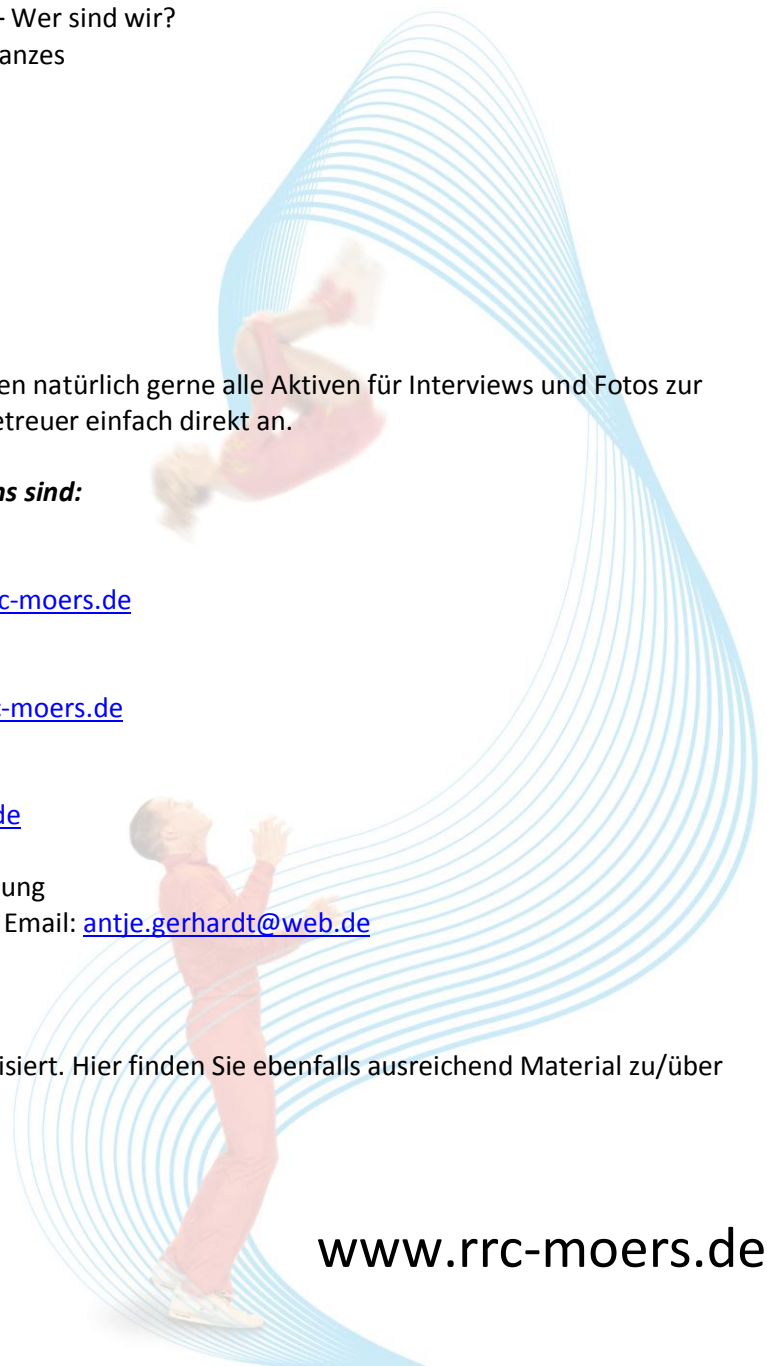 - Wer sind wir?
anzes
en natürlich gerne alle Aktiven für Interviews und Fotos zur
etreuer einfach direkt an.
ns sind:
c-moers.de
-moers.de
de
ung
Email: antje.gerhardt@web.de
isiert. Hier finden Sie ebenfalls ausreichend Material zu/über
www.rrc-moers.de